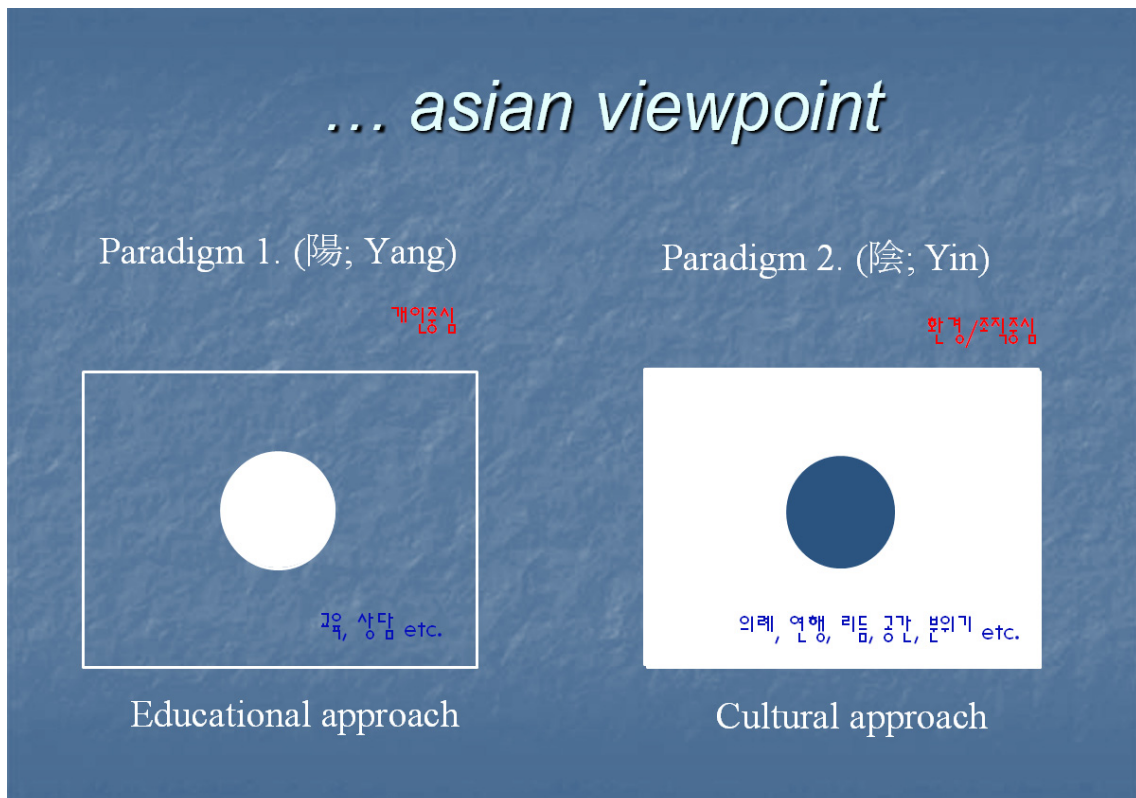 ... asian viewpoint
Paradigm 1. (陽; Yang)
개인중심
교육, 상담 etc.
Educational approach
Paradigm 2. (陰; Yin)
환경/조직중심
의례, 연행, 리듬, 공간, 분위기 etc.
Cultural approach